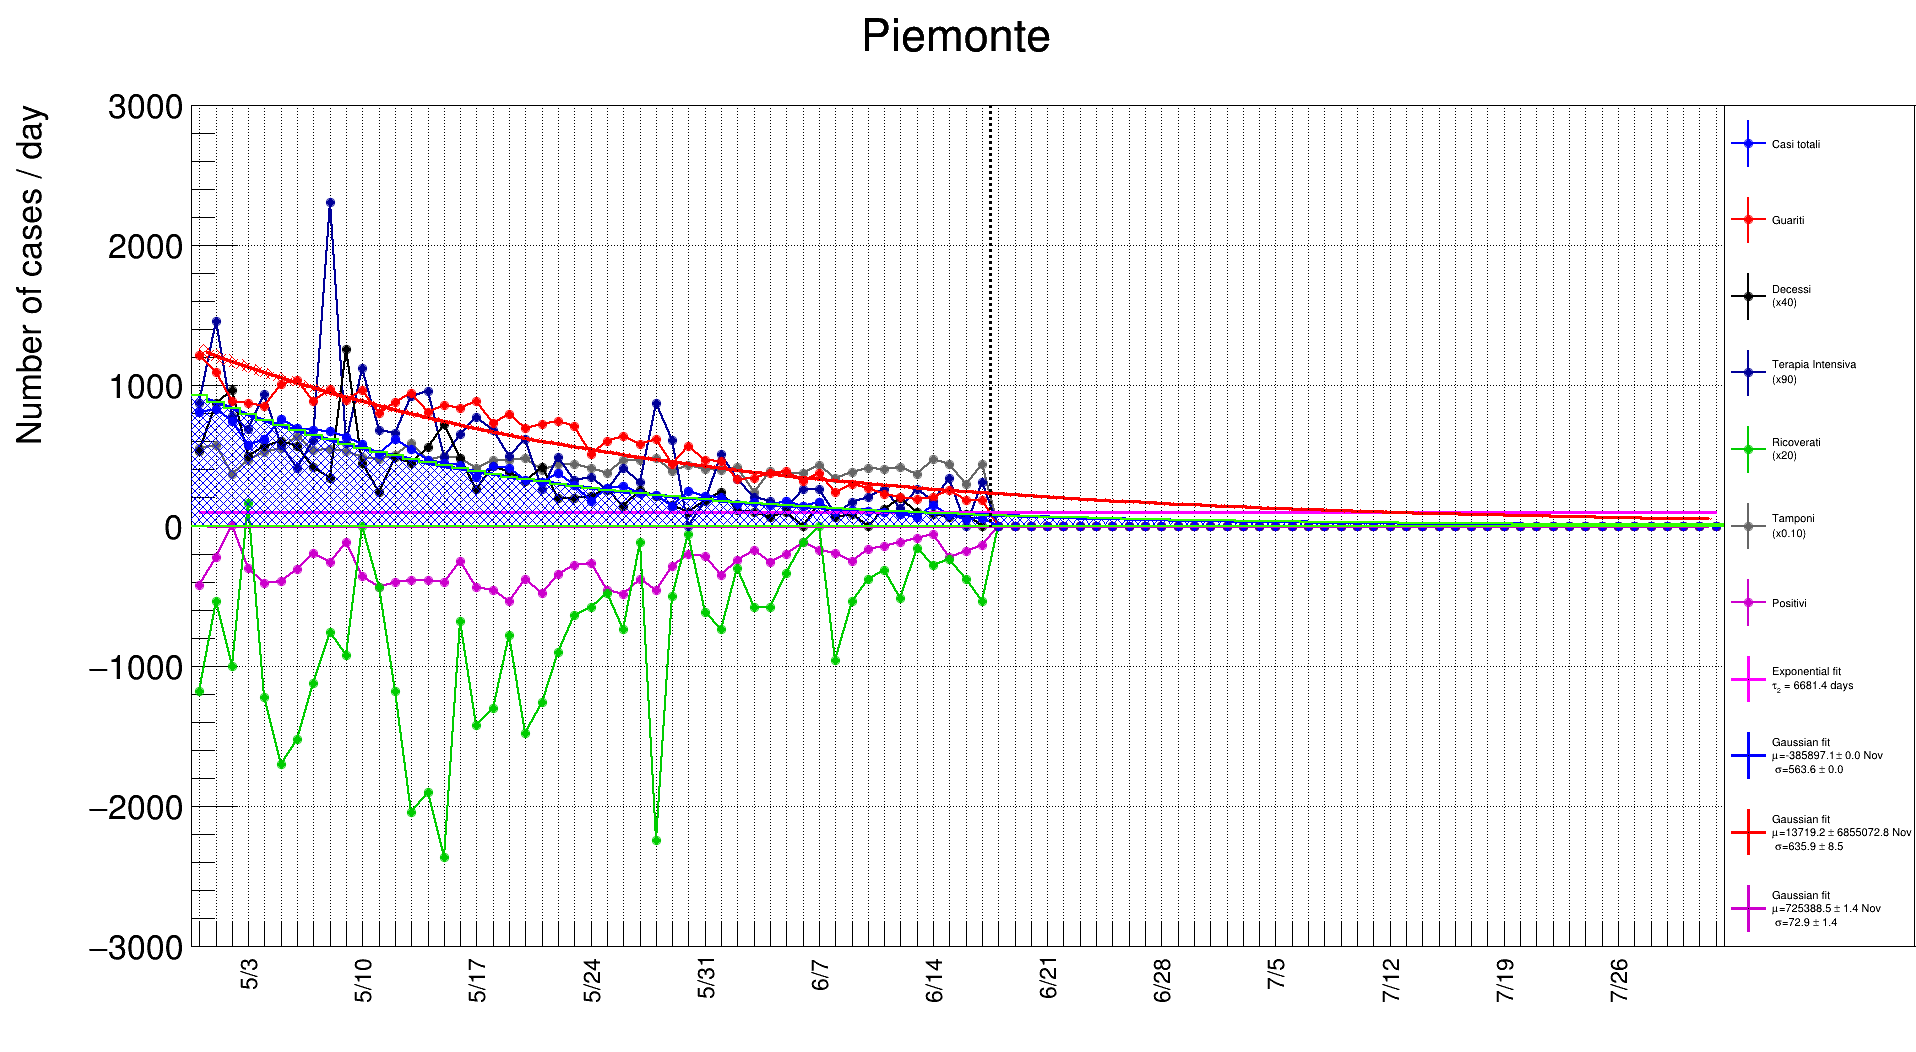 Piemonte
Number of cases / day
3000
2000
1000
0
−1000
−2000
−3000
5/3
5/10
5/17
5/24
5/31
6/7
6/14
6/21
6/28
7/5
7/12
7/19
7/26
Casi totali
Guariti
Decessi
(x40)
Terapia Intensiva
(x90)
Ricoverati
(x20)
Tamponi
(x0.10)
Positivi
Exponential fit
τ₂ = 6681.4 days
Gaussian fit
μ=-385897.1 ± 0.0 Nov
σ=563.6 ± 0.0
Gaussian fit
μ=13719.2 ± 6855072.8 Nov
σ=635.9 ± 8.5
Gaussian fit
μ=725388.5 ± 1.4 Nov
σ=72.9 ± 1.4